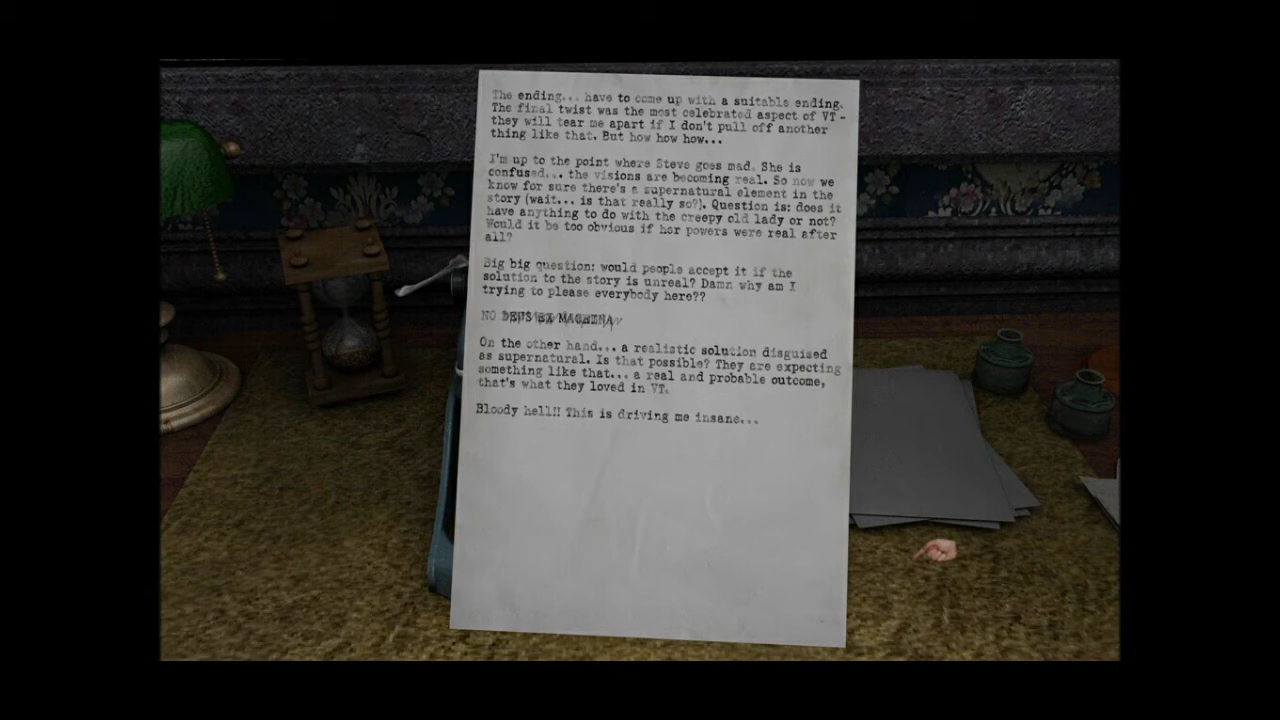 The ending... have to come up with a suitable ending.
The final twist was the most celebrated aspect of VT -
they will tear me apart if I don't pull off another
thing like that. But how how how...
I'm up to the point where Steve goes mad. She is
confused... the visions are becoming real. So now we
know for sure there's a supernatural element in the
story (wait... is that really so?). Question is: does it
have anything to do with the creepy old lady or not?
Would it be too obvious if her powers were real after
all?
Big big question: would people accept it if the
solution to the story is unreal? Damn why am I
trying to please everybody here??
NO DEUS EX MACHINA
On the other hand... a realistic solution disguised
as supernatural. Is that possible? They are expecting
something like that... a real and probable outcome,
that's what they loved in VT.
Bloody hell!! This is driving me insane...